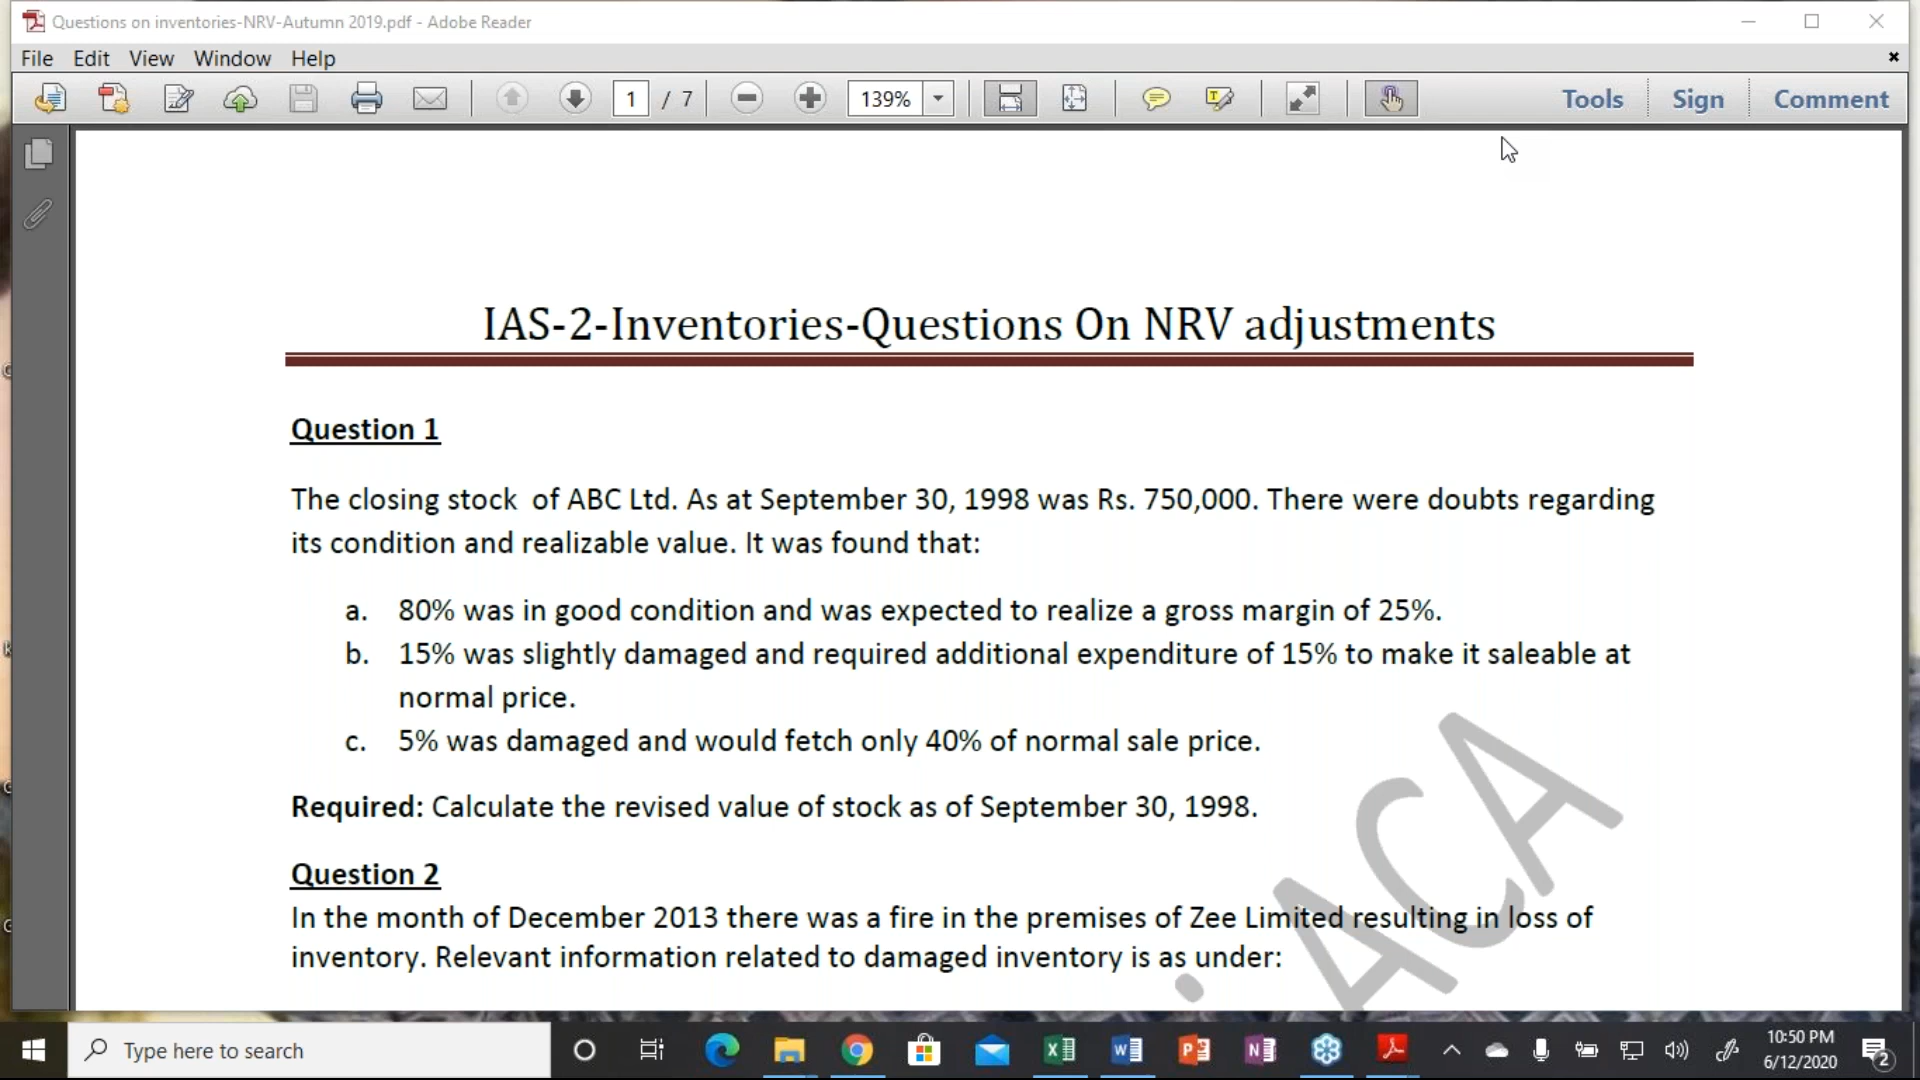 Questions on inventories-NRV-Autumn 2019.pdf - Adobe Reader
File Edit View Window Help
1 / 7 139% Tools Sign Comment
IAS-2-Inventories-Questions On NRV adjustments
Question 1
The closing stock of ABC Ltd. As at September 30, 1998 was Rs. 750,000. There were doubts regarding
its condition and realizable value. It was found that:
a. 80% was in good condition and was expected to realize a gross margin of 25%.
b. 15% was slightly damaged and required additional expenditure of 15% to make it saleable at
normal price.
c. 5% was damaged and would fetch only 40% of normal sale price.
Required: Calculate the revised value of stock as of September 30, 1998.
Question 2
In the month of December 2013 there was a fire in the premises of Zee Limited resulting in loss of
inventory. Relevant information related to damaged inventory is as under:
i ACA
Type here to search
10:50 PM
6/12/2020
2